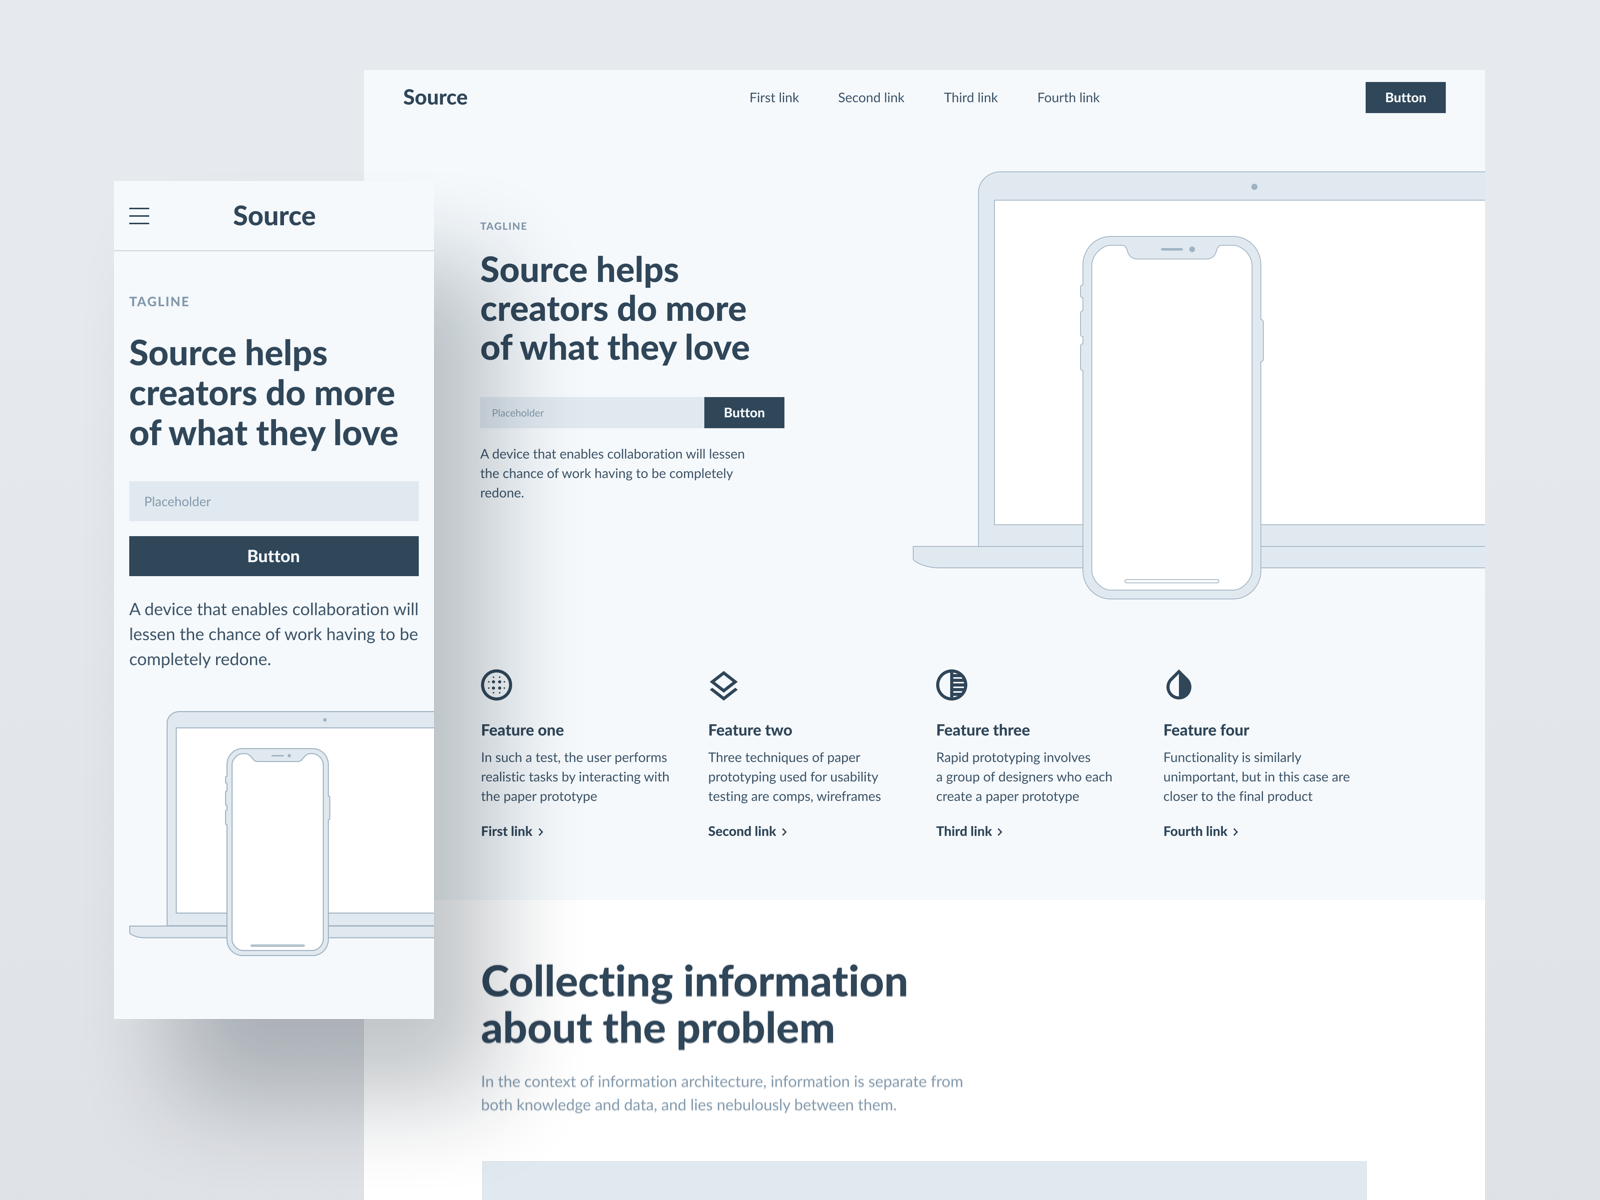 Source
TAGLINE
Source helps
creators do more
of what they love
Placeholder
Button
A device that enables collaboration will
lessen the chance of work having to be
completely redone.
Source
First link
Second link
Third link
Fourth link
Button
TAGLINE
Source helps
creators do more
of what they love
Placeholder
Button
A device that enables collaboration will lessen
the chance of work having to be completely
redone.
Feature one
In such a test, the user performs
realistic tasks by interacting with
the paper prototype
First link
Feature two
Three techniques of paper
prototyping used for usability
testing are comps, wireframes
Second link
Feature three
Rapid prototyping involves
a group of designers who each
create a paper prototype
Third link
Feature four
Functionality is similarly
unimportant, but in this case are
closer to the final product
Fourth link
Collecting information
about the problem
In the context of information architecture, information is separate from
both knowledge and data, and lies nebulously between them.